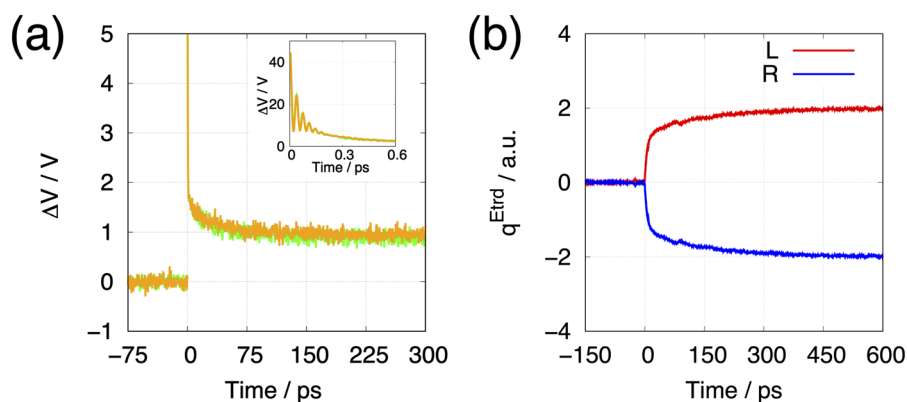 (a)
5
4
3
2
1
0
−1
ΔV / V
−75 0 75 150 225 300
Time / ps
40
20
0
ΔV / V
0 0.3 0.6
Time / ps
(b)
L
R
4
2
0
−2
−4
q^Etrd / a.u.
−150 0 150 300 450 600
Time / ps